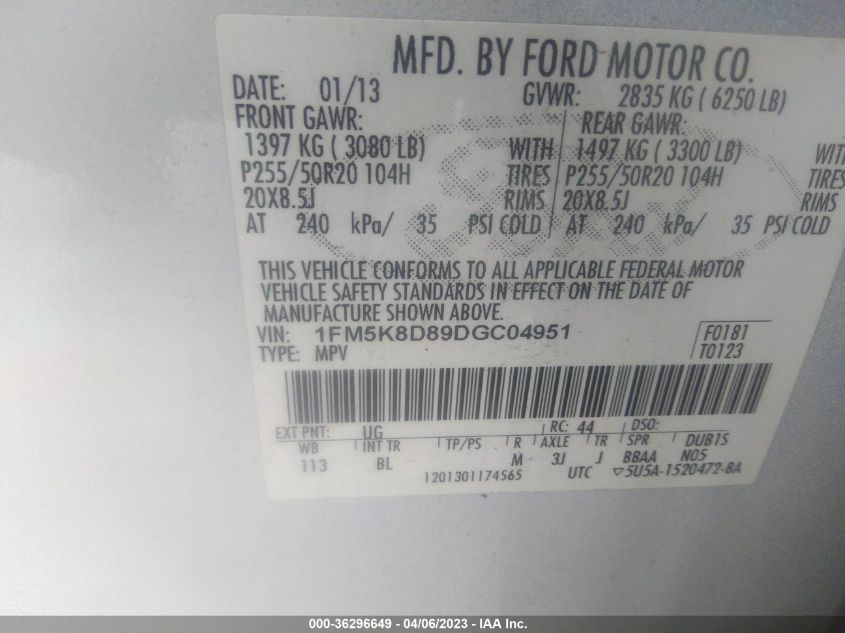 MFD. BY FORD MOTOR CO.
DATE: 01/13 GVWR: 2835 KG ( 6250 LB)
FRONT GAWR: REAR GAWR:
1397 KG ( 3080 LB) WITH 1497 KG ( 3300 LB) WITH
P255/50R20 104H TIRES P255/50R20 104H TIRES
20X8.5J RIMS 20X8.5J RIMS
AT 240 kPa/ 35 PSI COLD AT 240 kPa/ 35 PSI COLD
THIS VEHICLE CONFORMS TO ALL APPLICABLE FEDERAL MOTOR
VEHICLE SAFETY STANDARDS IN EFFECT ON THE DATE OF
MANUFACTURE SHOWN ABOVE.
VIN: 1FM5K8D89DGC04951 F0181
TYPE: MPV T0123
EXT PNT: UG RC: 44 DSO:
WB INT TR TP/PS R AXLE TR SPR DUB1S
113 BL M 3J J BBAA N05
1201301174565 UTC ▽5U5A-1520472-BA
000-36296649 - 04/06/2023 - IAA Inc.